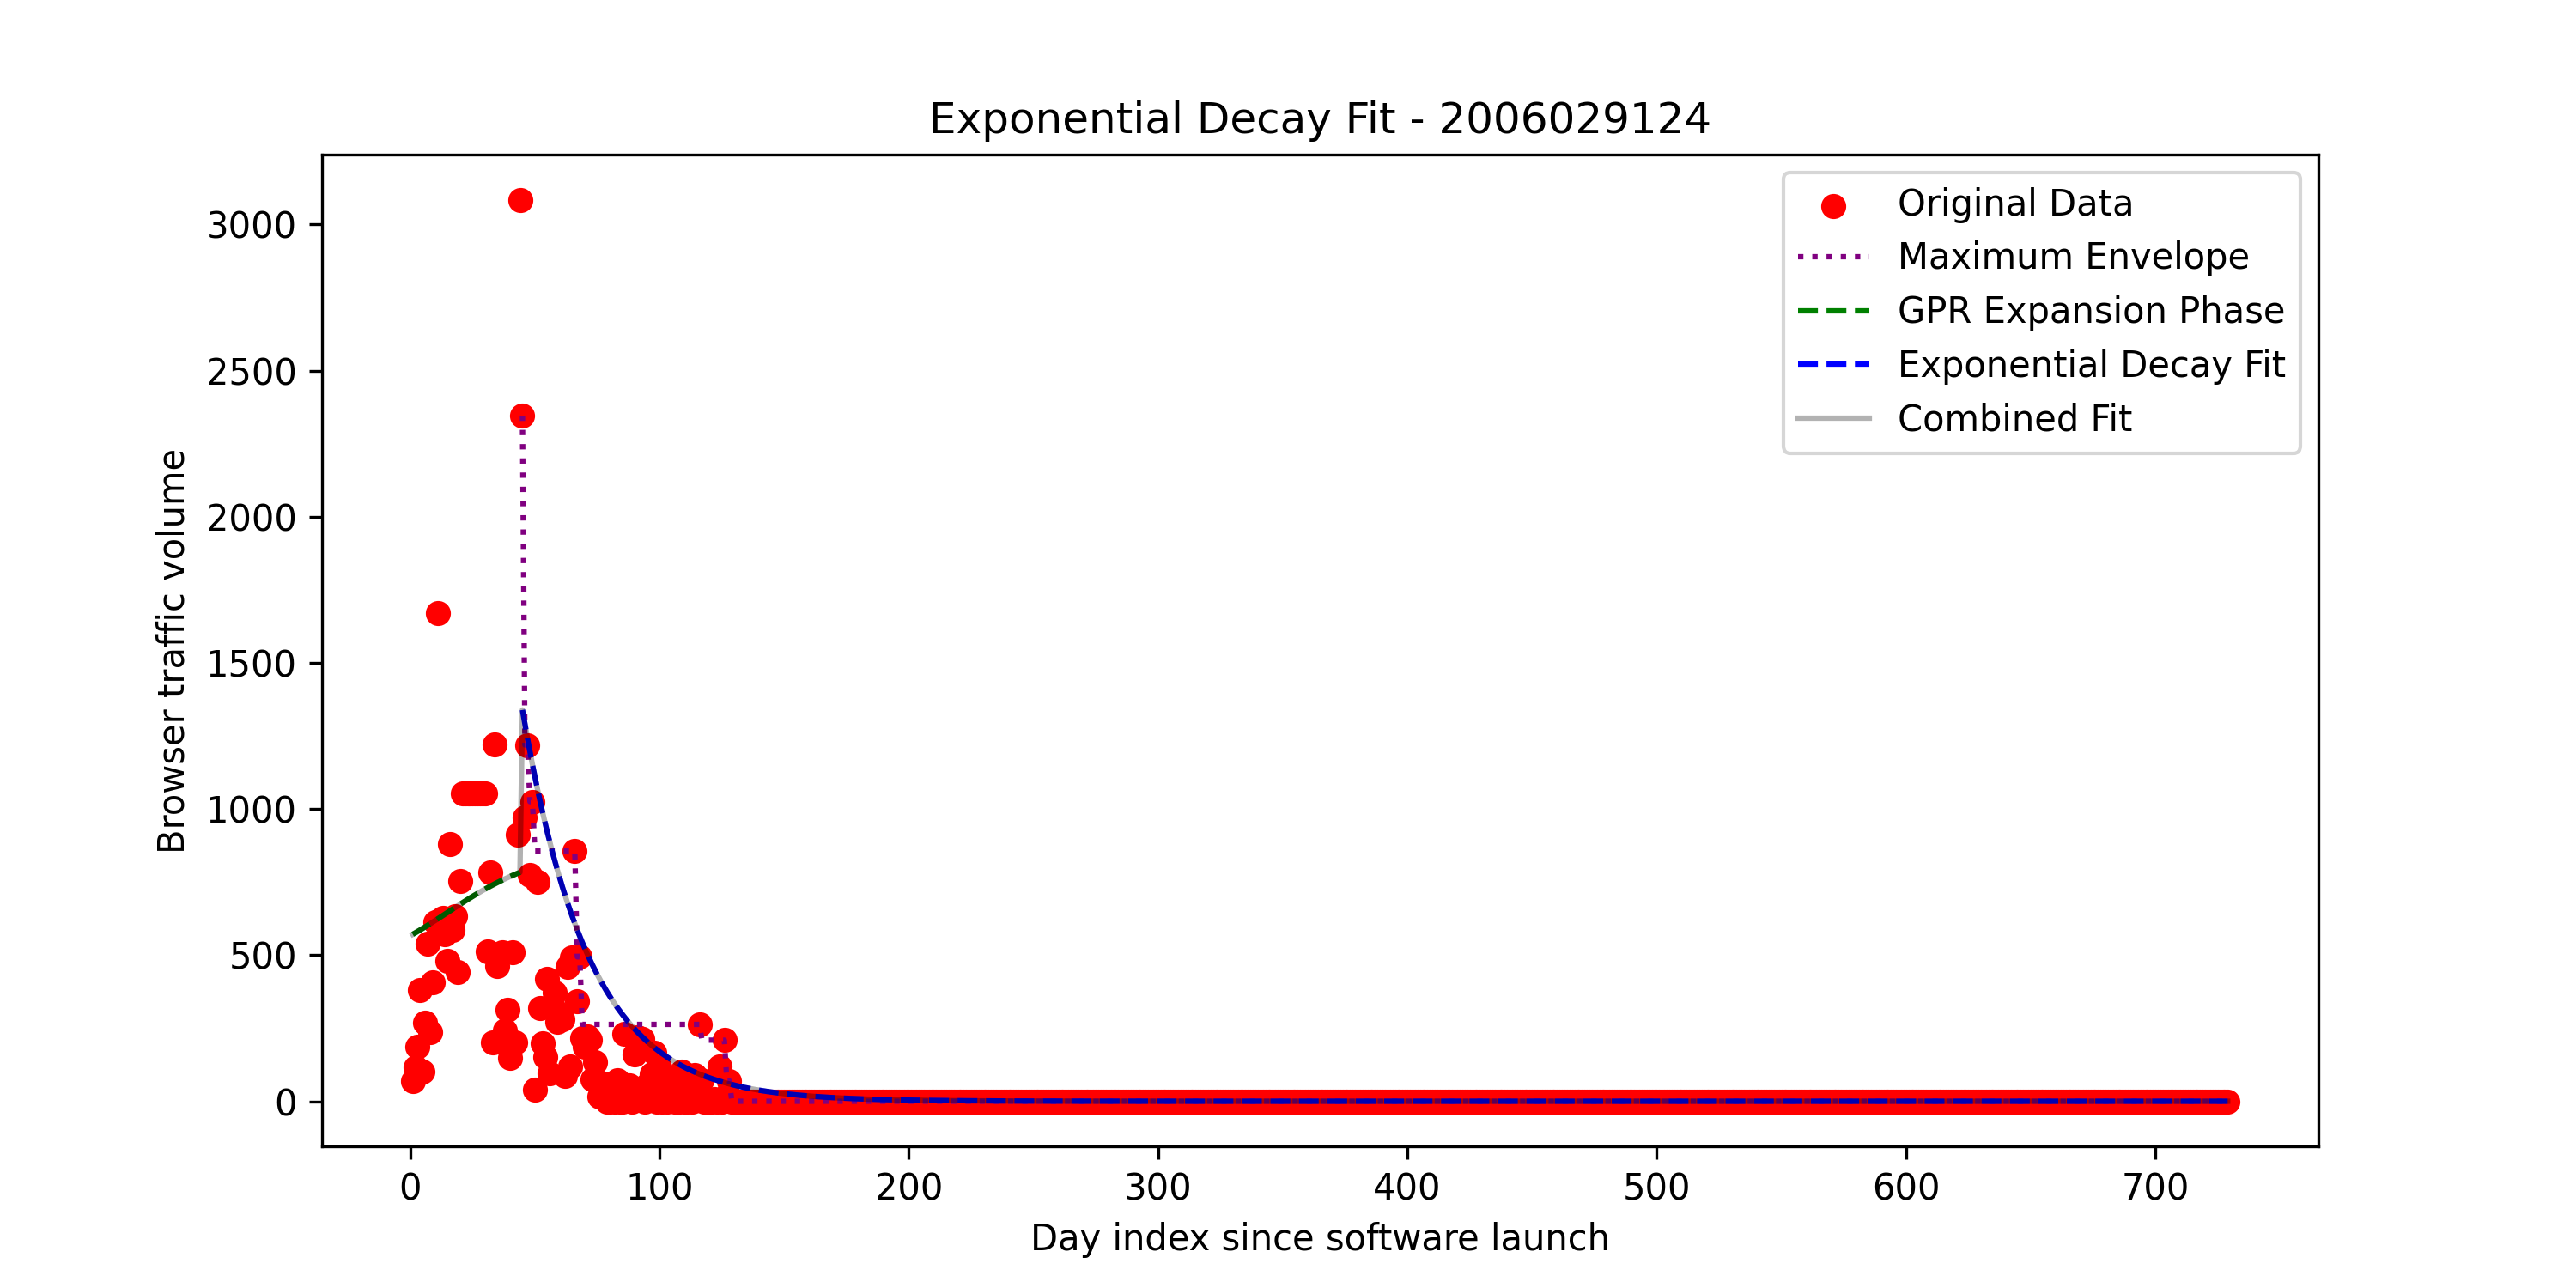 Exponential Decay Fit - 2006029124
Original Data
Maximum Envelope
GPR Expansion Phase
Exponential Decay Fit
Combined Fit
Browser traffic volume
3000
2500
2000
1500
1000
500
0
0 100 200 300 400 500 600 700
Day index since software launch